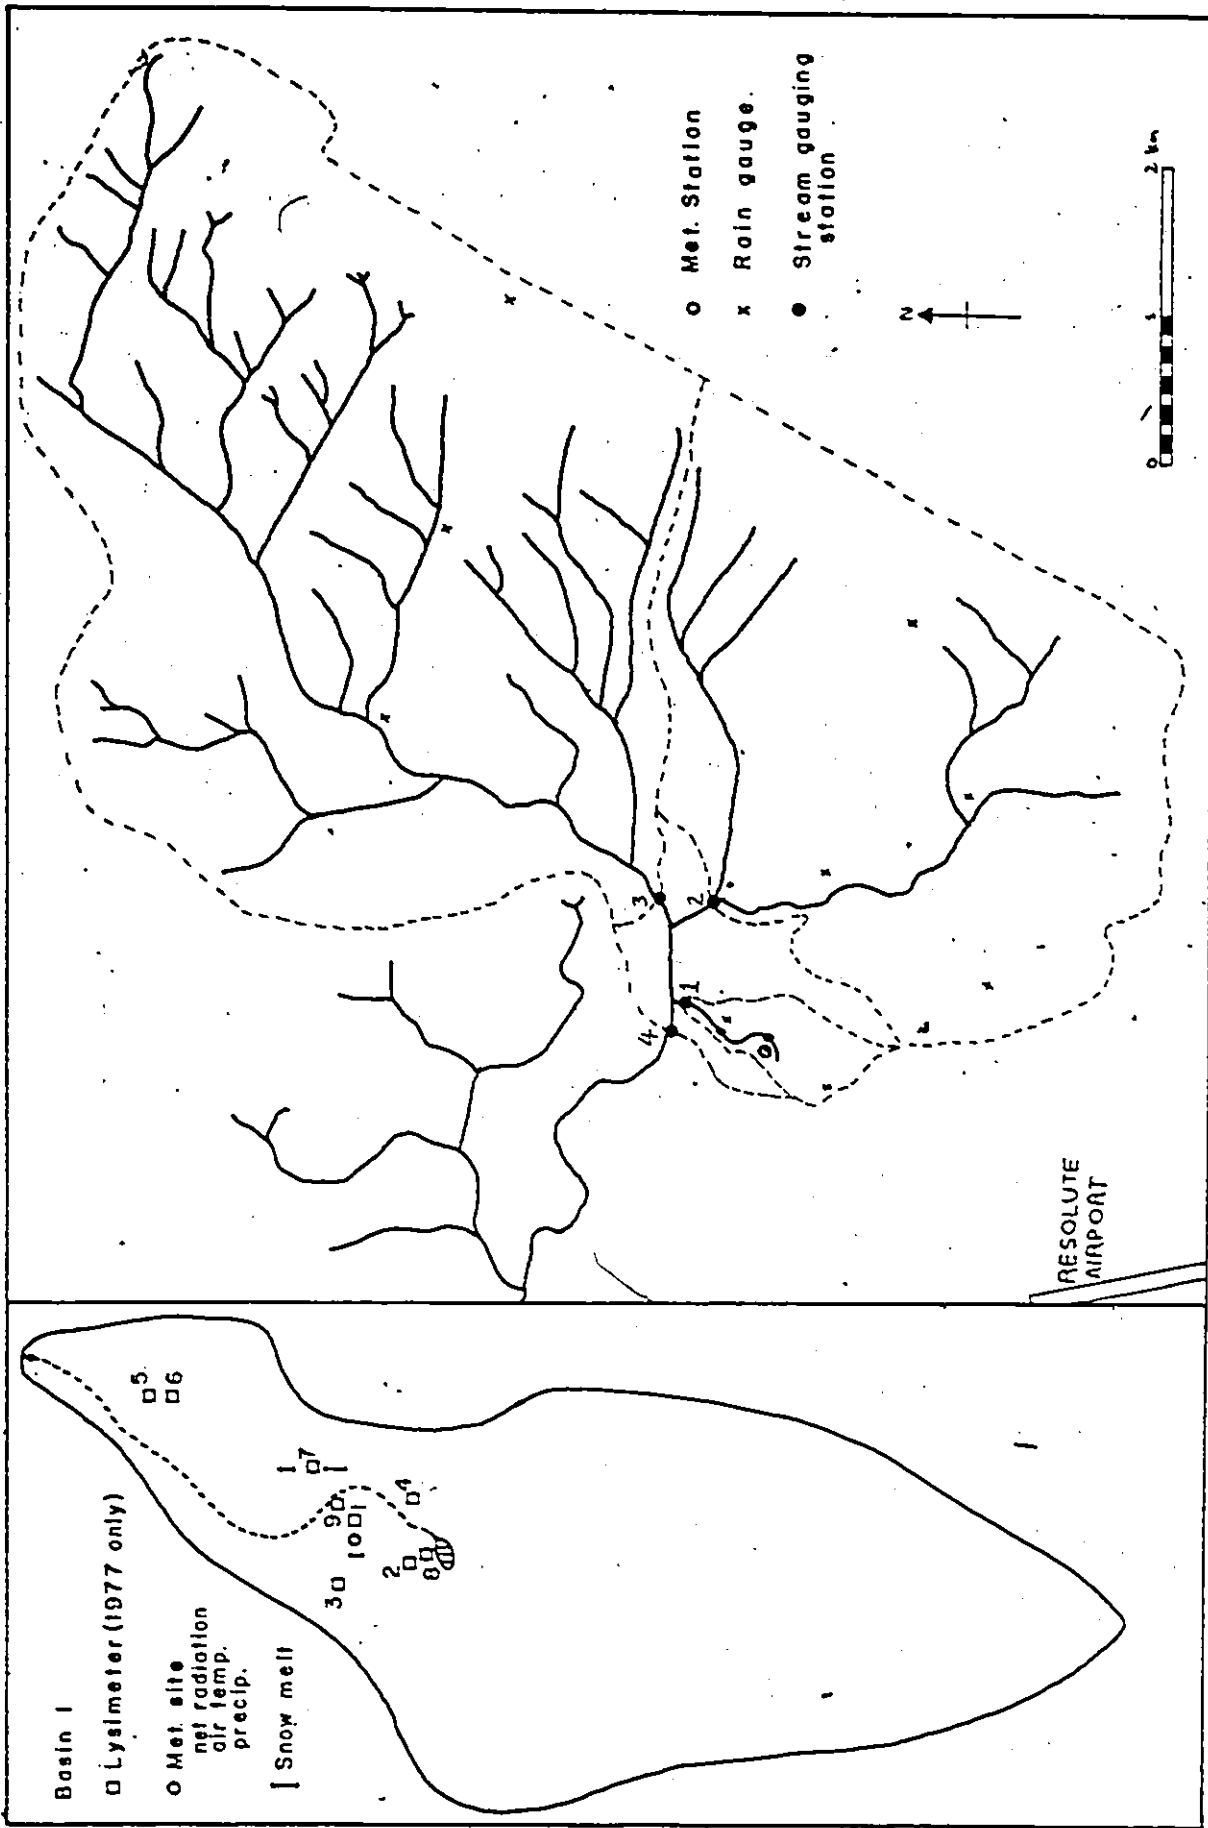 Basin 1
Lysimeter (1977 only)
Met. site
net radiation
air temp.
precip.
Snow melt
5
6
7
9
10
4
3
2
8
Met. Station
x Rain gauge.
Stream gauging
station
N
0
1
2 km
3
2
1
4
RESOLUTE
AIRPORT